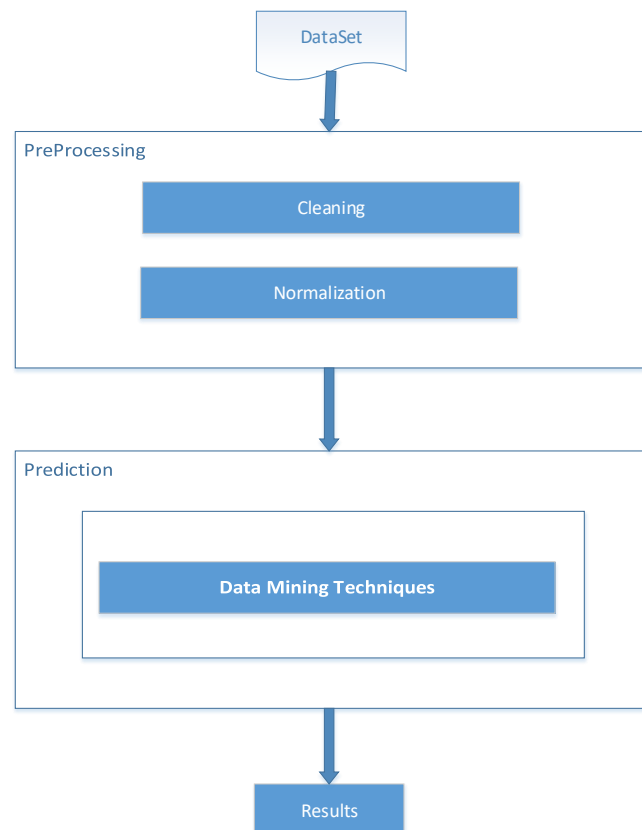 DataSet
PreProcessing
Cleaning
Normalization
Prediction
Data Mining Techniques
Results